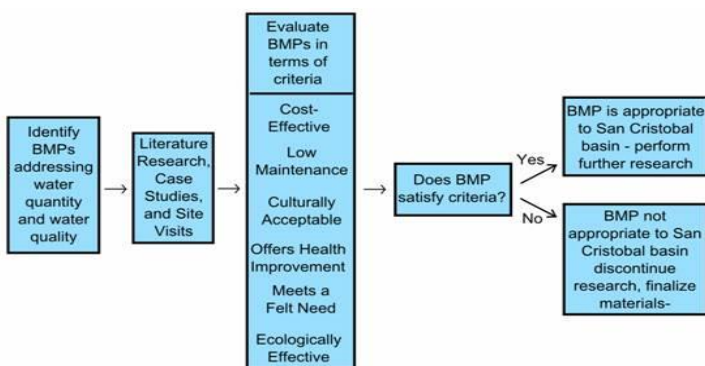 Identify
BMPs
addressing
water
quantity
and water
quality
Literature
Research,
Case
Studies,
and Site
Visits
Evaluate
BMPs in
terms of
criteria
Cost-
Effective
Low
Maintenance
Culturally
Acceptable
Offers Health
Improvement
Meets a
Felt Need
Ecologically
Effective
Does BMP
satisfy criteria?
Yes
No
BMP is appropriate
to San Cristobal
basin - perform
further research
BMP not
appropriate to San
Cristobal basin
discontinue
research, finalize
materials-